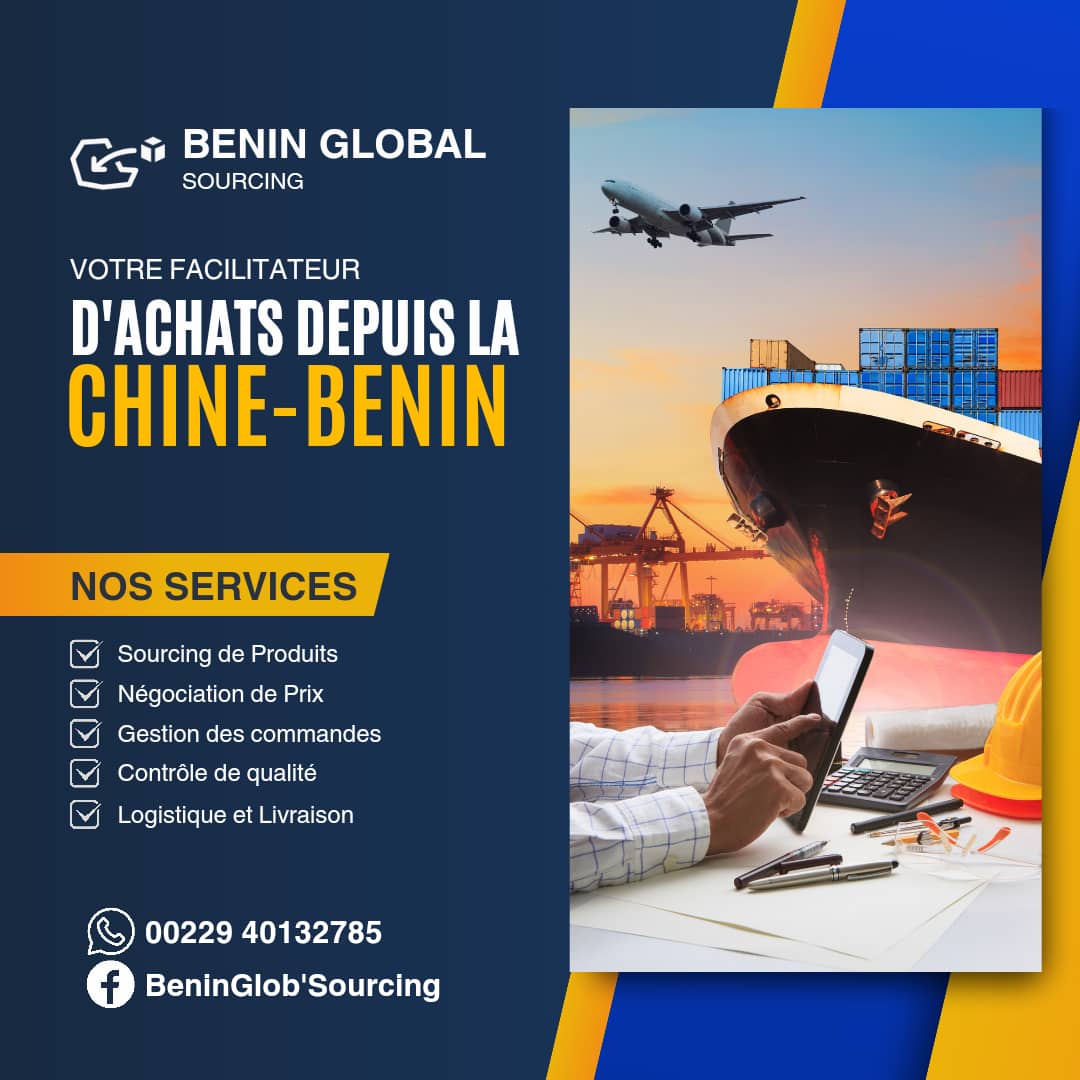 BENIN GLOBAL
SOURCING
VOTRE FACILITATEUR
D'ACHATS DEPUIS LA
CHINE-BENIN
NOS SERVICES
Sourcing de Produits
Négociation de Prix
Gestion des commandes
Contrôle de qualité
Logistique et Livraison
00229 40132785
BeninGlob'Sourcing